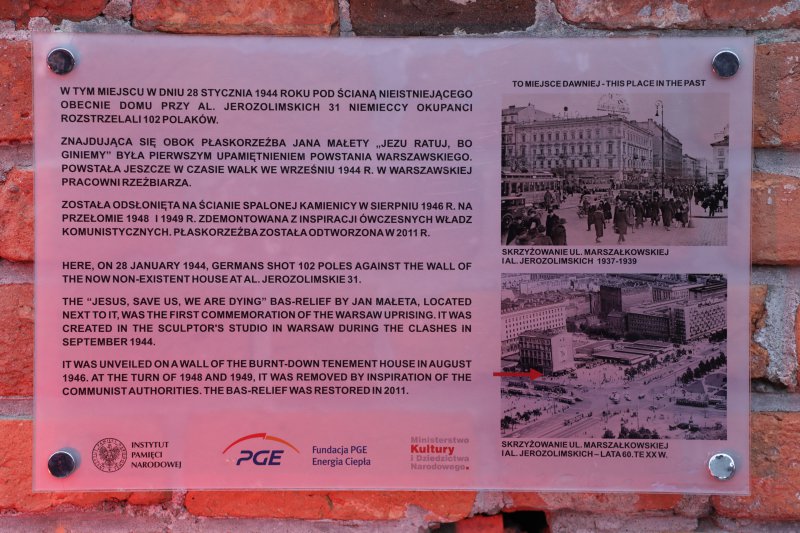 W TYM MIEJSCU W DNIU 28 STYCZNIA 1944 ROKU POD ŚCIANĄ NIEISTNIEJĄCEGO
OBECNIE DOMU PRZY AL. JEROZOLIMSKICH 31 NIEMIECCY OKUPANCI
ROZSTRZELALI 102 POLAKÓW.
ZNAJDUJĄCA SIĘ OBOK PŁASKORZEŹBA JANA MAŁETY „JEZU RATUJ, BO
GINIEMY” BYŁA PIERWSZYM UPAMIĘTNIENIEM POWSTANIA WARSZAWSKIEGO.
POWSTAŁA JESZCZE W CZASIE WALK WE WRZEŚNIU 1944 R. W WARSZAWSKIEJ
PRACOWNI RZEŹBIARZA.
ZOSTAŁA ODSŁONIĘTA NA ŚCIANIE SPALONEJ KAMIENICY W SIERPNIU 1946 R. NA
PRZEŁOMIE 1948 I 1949 R. ZDEMONTOWANA Z INSPIRACJI ÓWCZESNYCH WŁADZ
KOMUNISTYCZNYCH. PŁASKORZEŹBA ZOSTAŁA ODTWORZONA W 2011 R.
HERE, ON 28 JANUARY 1944, GERMANS SHOT 102 POLES AGAINST THE WALL OF
THE NOW NON-EXISTENT HOUSE AT AL. JEROZOLIMSKIE 31.
THE “JESUS, SAVE US, WE ARE DYING” BAS-RELIEF BY JAN MAŁETA, LOCATED
NEXT TO IT, WAS THE FIRST COMMEMORATION OF THE WARSAW UPRISING. IT WAS
CREATED IN THE SCULPTOR'S STUDIO IN WARSAW DURING THE CLASHES IN
SEPTEMBER 1944.
IT WAS UNVEILED ON A WALL OF THE BURNT-DOWN TENEMENT HOUSE IN AUGUST
1946. AT THE TURN OF 1948 AND 1949, IT WAS REMOVED BY INSPIRATION OF THE
COMMUNIST AUTHORITIES. THE BAS-RELIEF WAS RESTORED IN 2011.
INSTYTUT
PAMIĘCI
NARODOWEJ
PGE
Fundacja PGE
Energia Ciepła
Ministerstwo
Kultury
i Dziedzictwa
Narodowego.
TO MIEJSCE DAWNIEJ - THIS PLACE IN THE PAST
SKRZYŻOWANIE UL. MARSZAŁKOWSKIEJ
I AL. JEROZOLIMSKICH 1937-1939
SKRZYŻOWANIE UL. MARSZAŁKOWSKIEJ
I AL. JEROZOLIMSKICH – LATA 60. TE XX W.